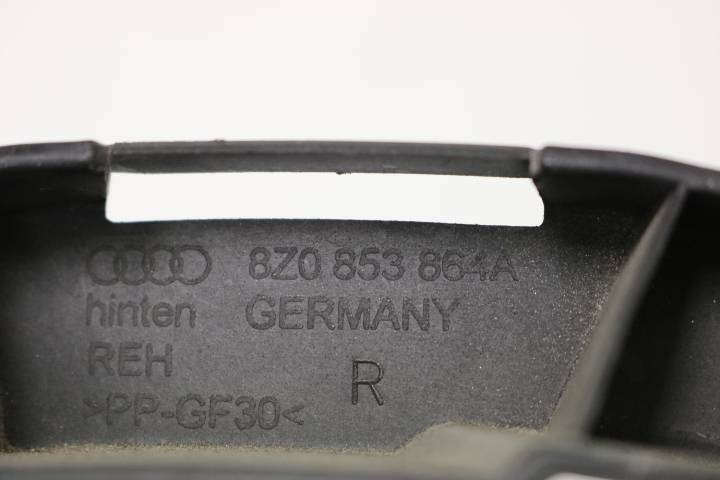 8Z0 853 864A
hinten GERMANY
REH R
>PP-GF30<